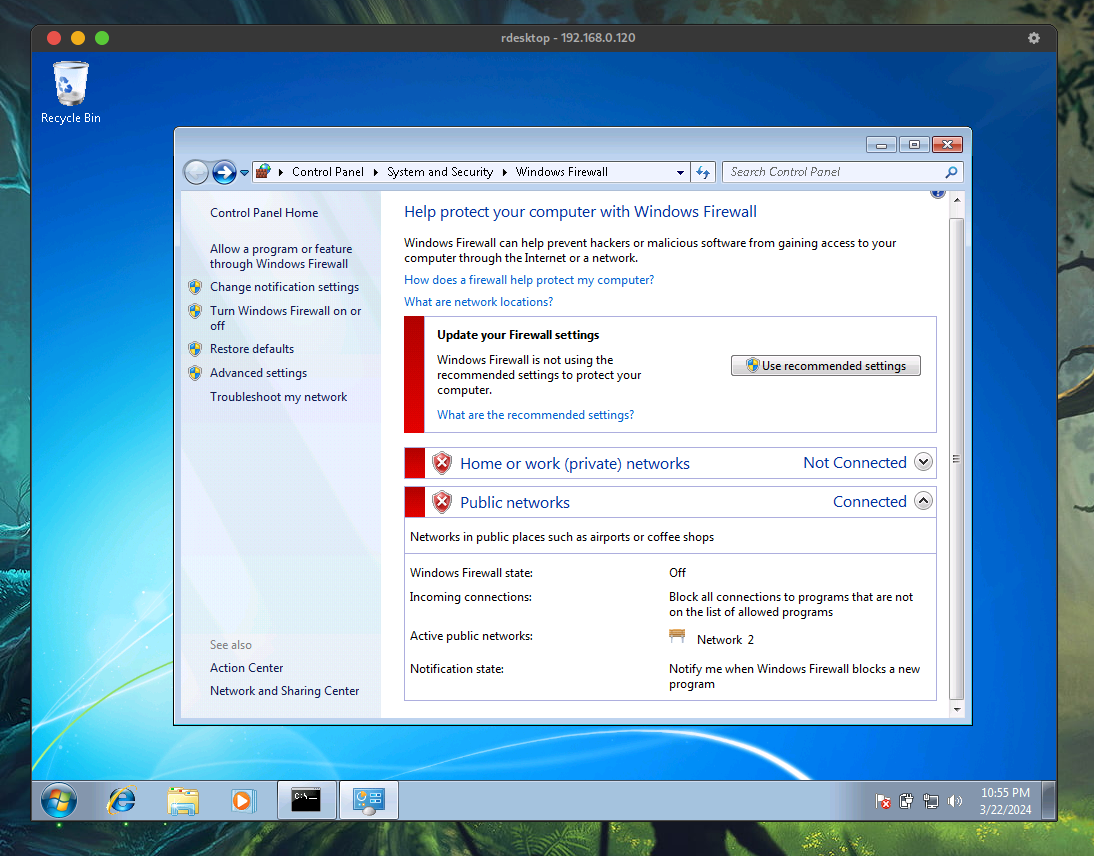 rdesktop - 192.168.0.120
Recycle Bin
Control Panel
System and Security
Windows Firewall
Search Control Panel
Control Panel Home
Allow a program or feature
through Windows Firewall
Change notification settings
Turn Windows Firewall on or
off
Restore defaults
Advanced settings
Troubleshoot my network
See also
Action Center
Network and Sharing Center
Help protect your computer with Windows Firewall
Windows Firewall can help prevent hackers or malicious software from gaining access to your
computer through the Internet or a network.
How does a firewall help protect my computer?
What are network locations?
Update your Firewall settings
Windows Firewall is not using the
recommended settings to protect your
computer.
What are the recommended settings?
Use recommended settings
Home or work (private) networks
Not Connected
Public networks
Connected
Networks in public places such as airports or coffee shops
Windows Firewall state:
Off
Incoming connections:
Block all connections to programs that are not
on the list of allowed programs
Active public networks:
Network 2
Notification state:
Notify me when Windows Firewall blocks a new
program
C:\
10:55 PM
3/22/2024